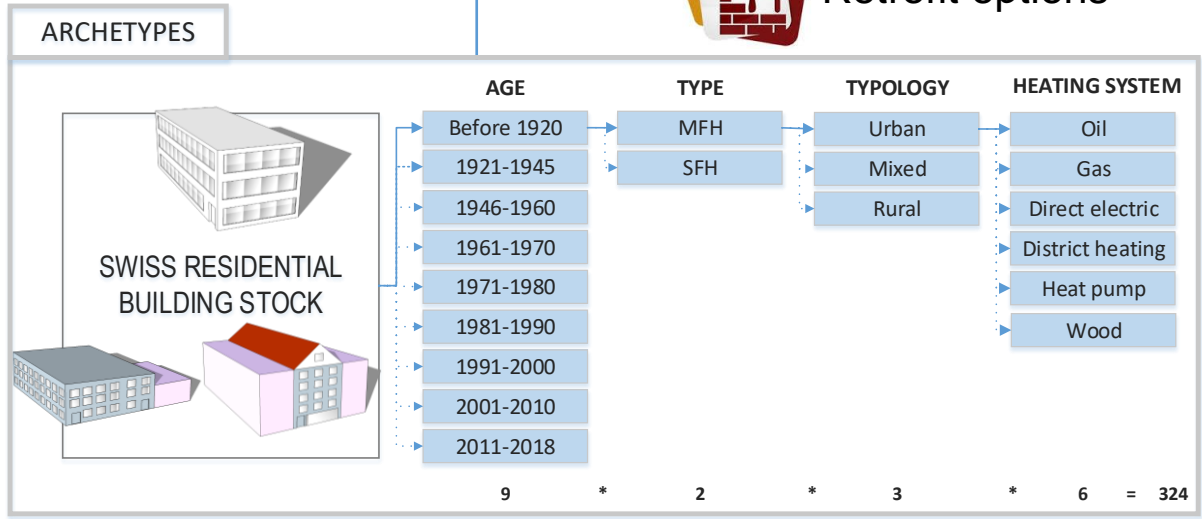 Retrofit options
ARCHETYPES
AGE TYPE TYPOLOGY HEATING SYSTEM
Before 1920 MFH Urban Oil
1921-1945 SFH Mixed Gas
1946-1960 Rural Direct electric
1961-1970 District heating
SWISS RESIDENTIAL
BUILDING STOCK
1971-1980 Heat pump
1981-1990 Wood
1991-2000
2001-2010
2011-2018
9 * 2 * 3 * 6 = 324